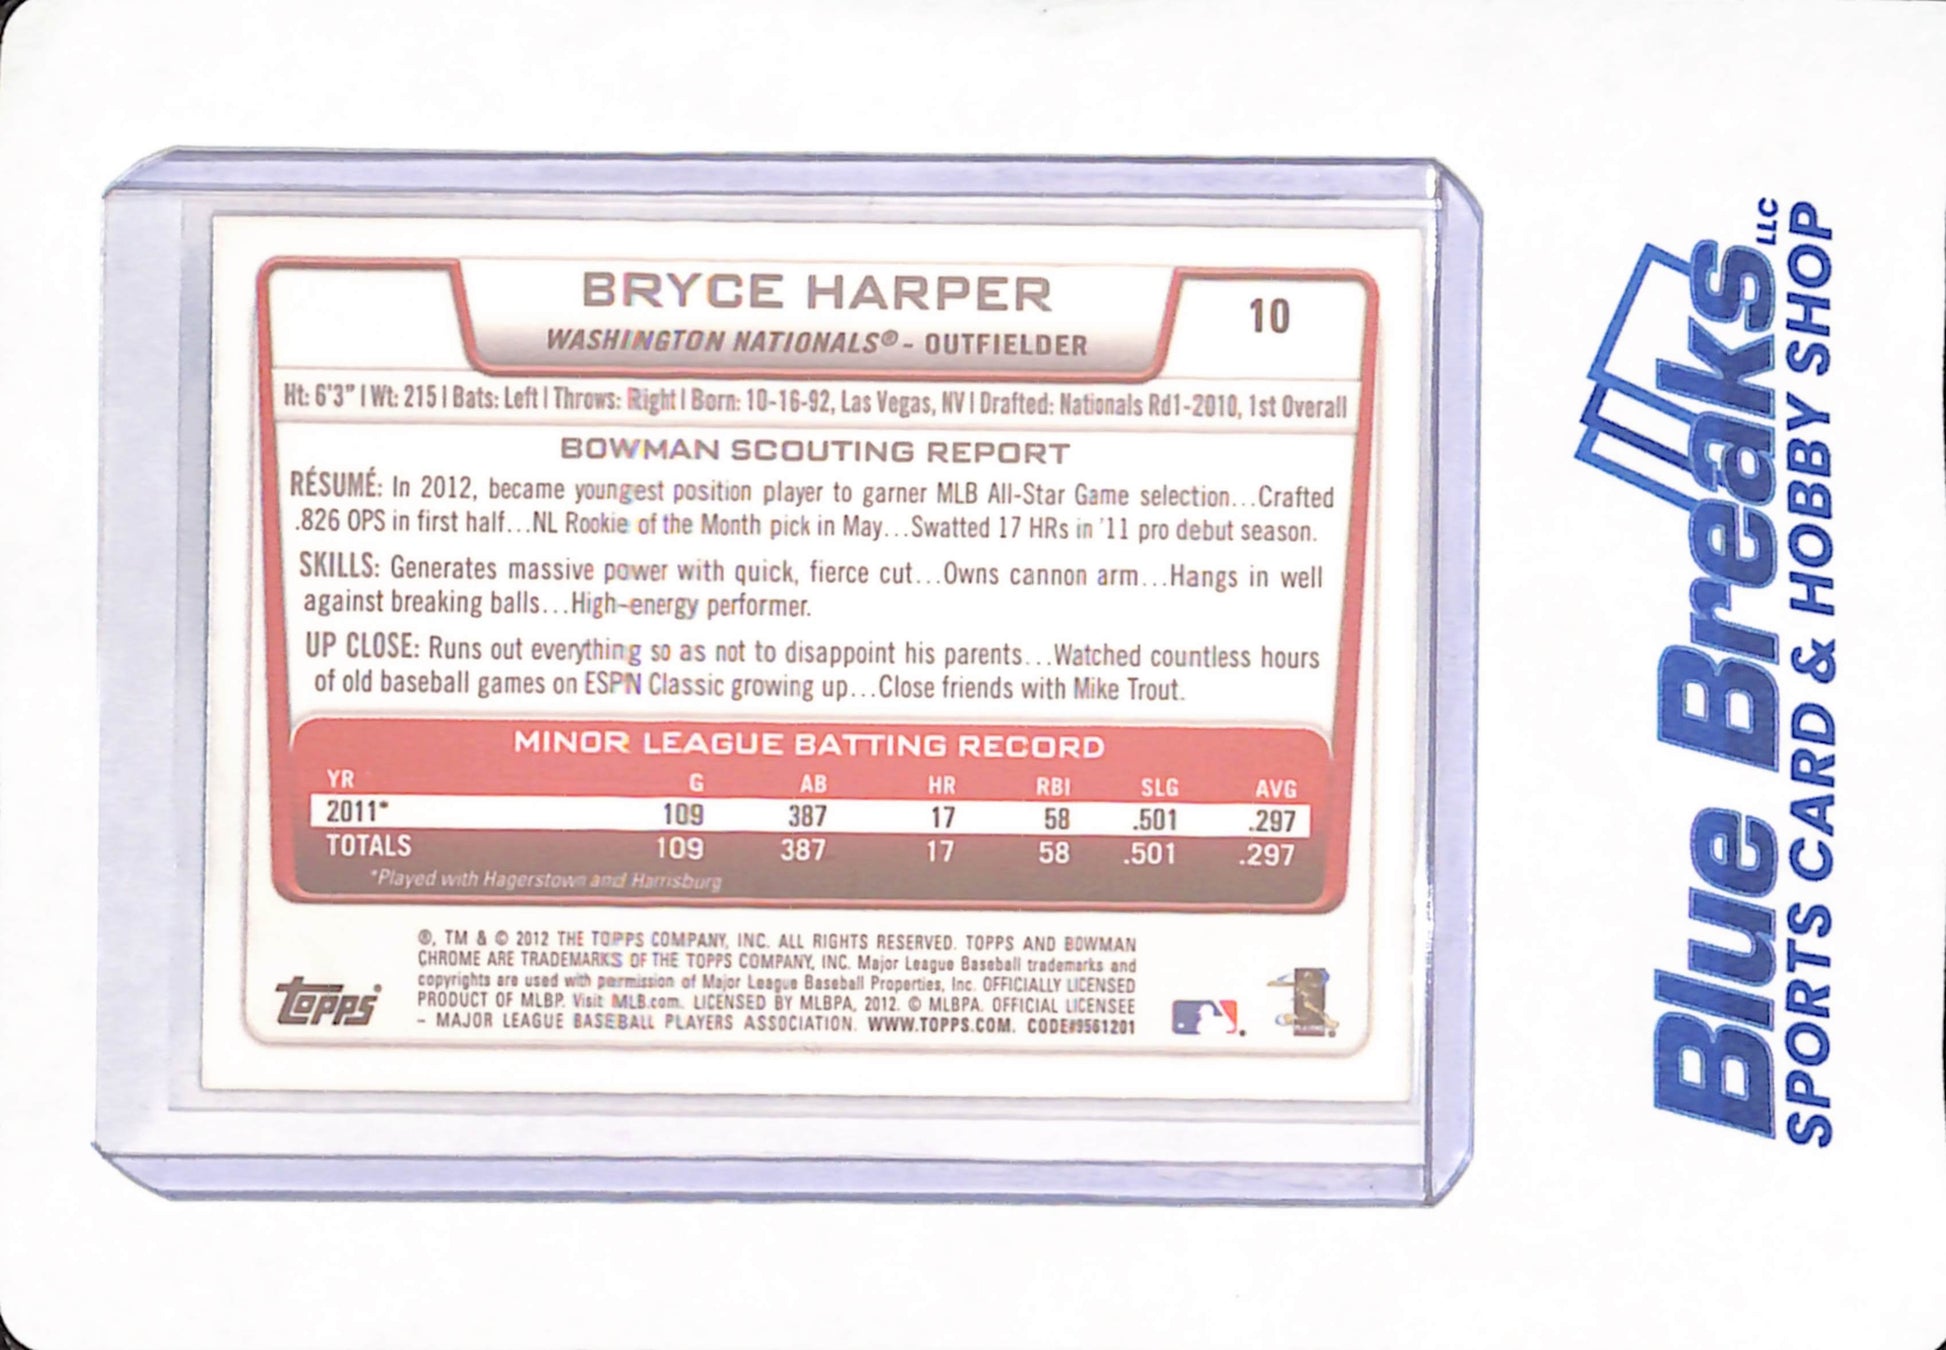 BRYCE HARPER
WASHINGTON NATIONALS® - OUTFIELDER
10
Ht: 6'3" | Wt: 215 | Bats: Left | Throws: Right | Born: 10-16-92, Las Vegas, NV | Drafted: Nationals Rd1-2010, 1st Overall
BOWMAN SCOUTING REPORT
RÉSUMÉ: In 2012, became youngest position player to garner MLB All-Star Game selection...Crafted
.826 OPS in first half...NL Rookie of the Month pick in May...Swatted 17 HRs in '11 pro debut season.
SKILLS: Generates massive power with quick, fierce cut...Owns cannon arm...Hangs in well
against breaking balls...High-energy performer.
UP CLOSE: Runs out everything so as not to disappoint his parents...Watched countless hours
of old baseball games on ESPN Classic growing up...Close friends with Mike Trout.
MINOR LEAGUE BATTING RECORD
YR G AB HR RBI SLG AVG
2011* 109 387 17 58 .501 .297
TOTALS 109 387 17 58 .501 .297
*Played with Hagerstown and Harrisburg
®, TM & © 2012 THE TOPPS COMPANY, INC. ALL RIGHTS RESERVED. TOPPS AND BOWMAN
CHROME ARE TRADEMARKS OF THE TOPPS COMPANY, INC. Major League Baseball trademarks and
copyrights are used with permission of Major League Baseball Properties, Inc. OFFICIALLY LICENSED
PRODUCT OF MLBP. Visit MLB.com. LICENSED BY MLBPA, 2012. © MLBPA. OFFICIAL LICENSEE
- MAJOR LEAGUE BASEBALL PLAYERS ASSOCIATION. WWW.TOPPS.COM. CODE#9561201
Topps
Blue Breaks LLC
SPORTS CARD & HOBBY SHOP